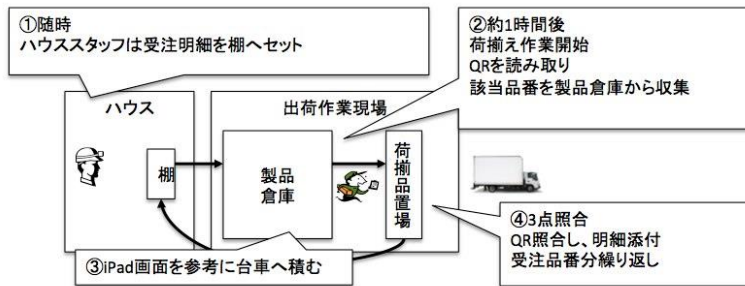 ①随時
ハウススタッフは受注明細を棚へセット
②約1時間後
荷揃え作業開始
QRを読み取り
該当品番を製品倉庫から収集
ハウス
出荷作業現場
棚
製品
倉庫
荷揃品置場
③iPad画面を参考に台車へ積む
④3点照合
QR照合し、明細添付
受注品番分繰り返し